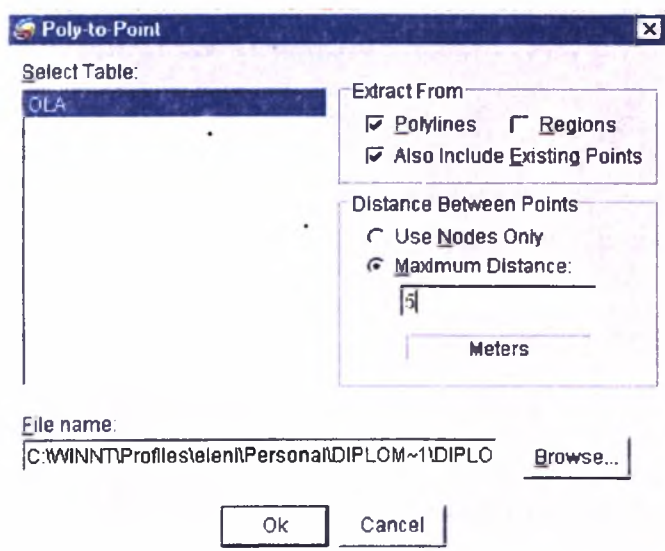 Poly-to-Point
Select Table:
OLA
Extract From
Polylines
Regions
Also Include Existing Points
Distance Between Points
Use Nodes Only
Maximum Distance:
5
Meters
File name:
C:\WINNT\Profiles\eleni\Personal\DIPLOM~1\DIPLO
Browse...
Ok
Cancel